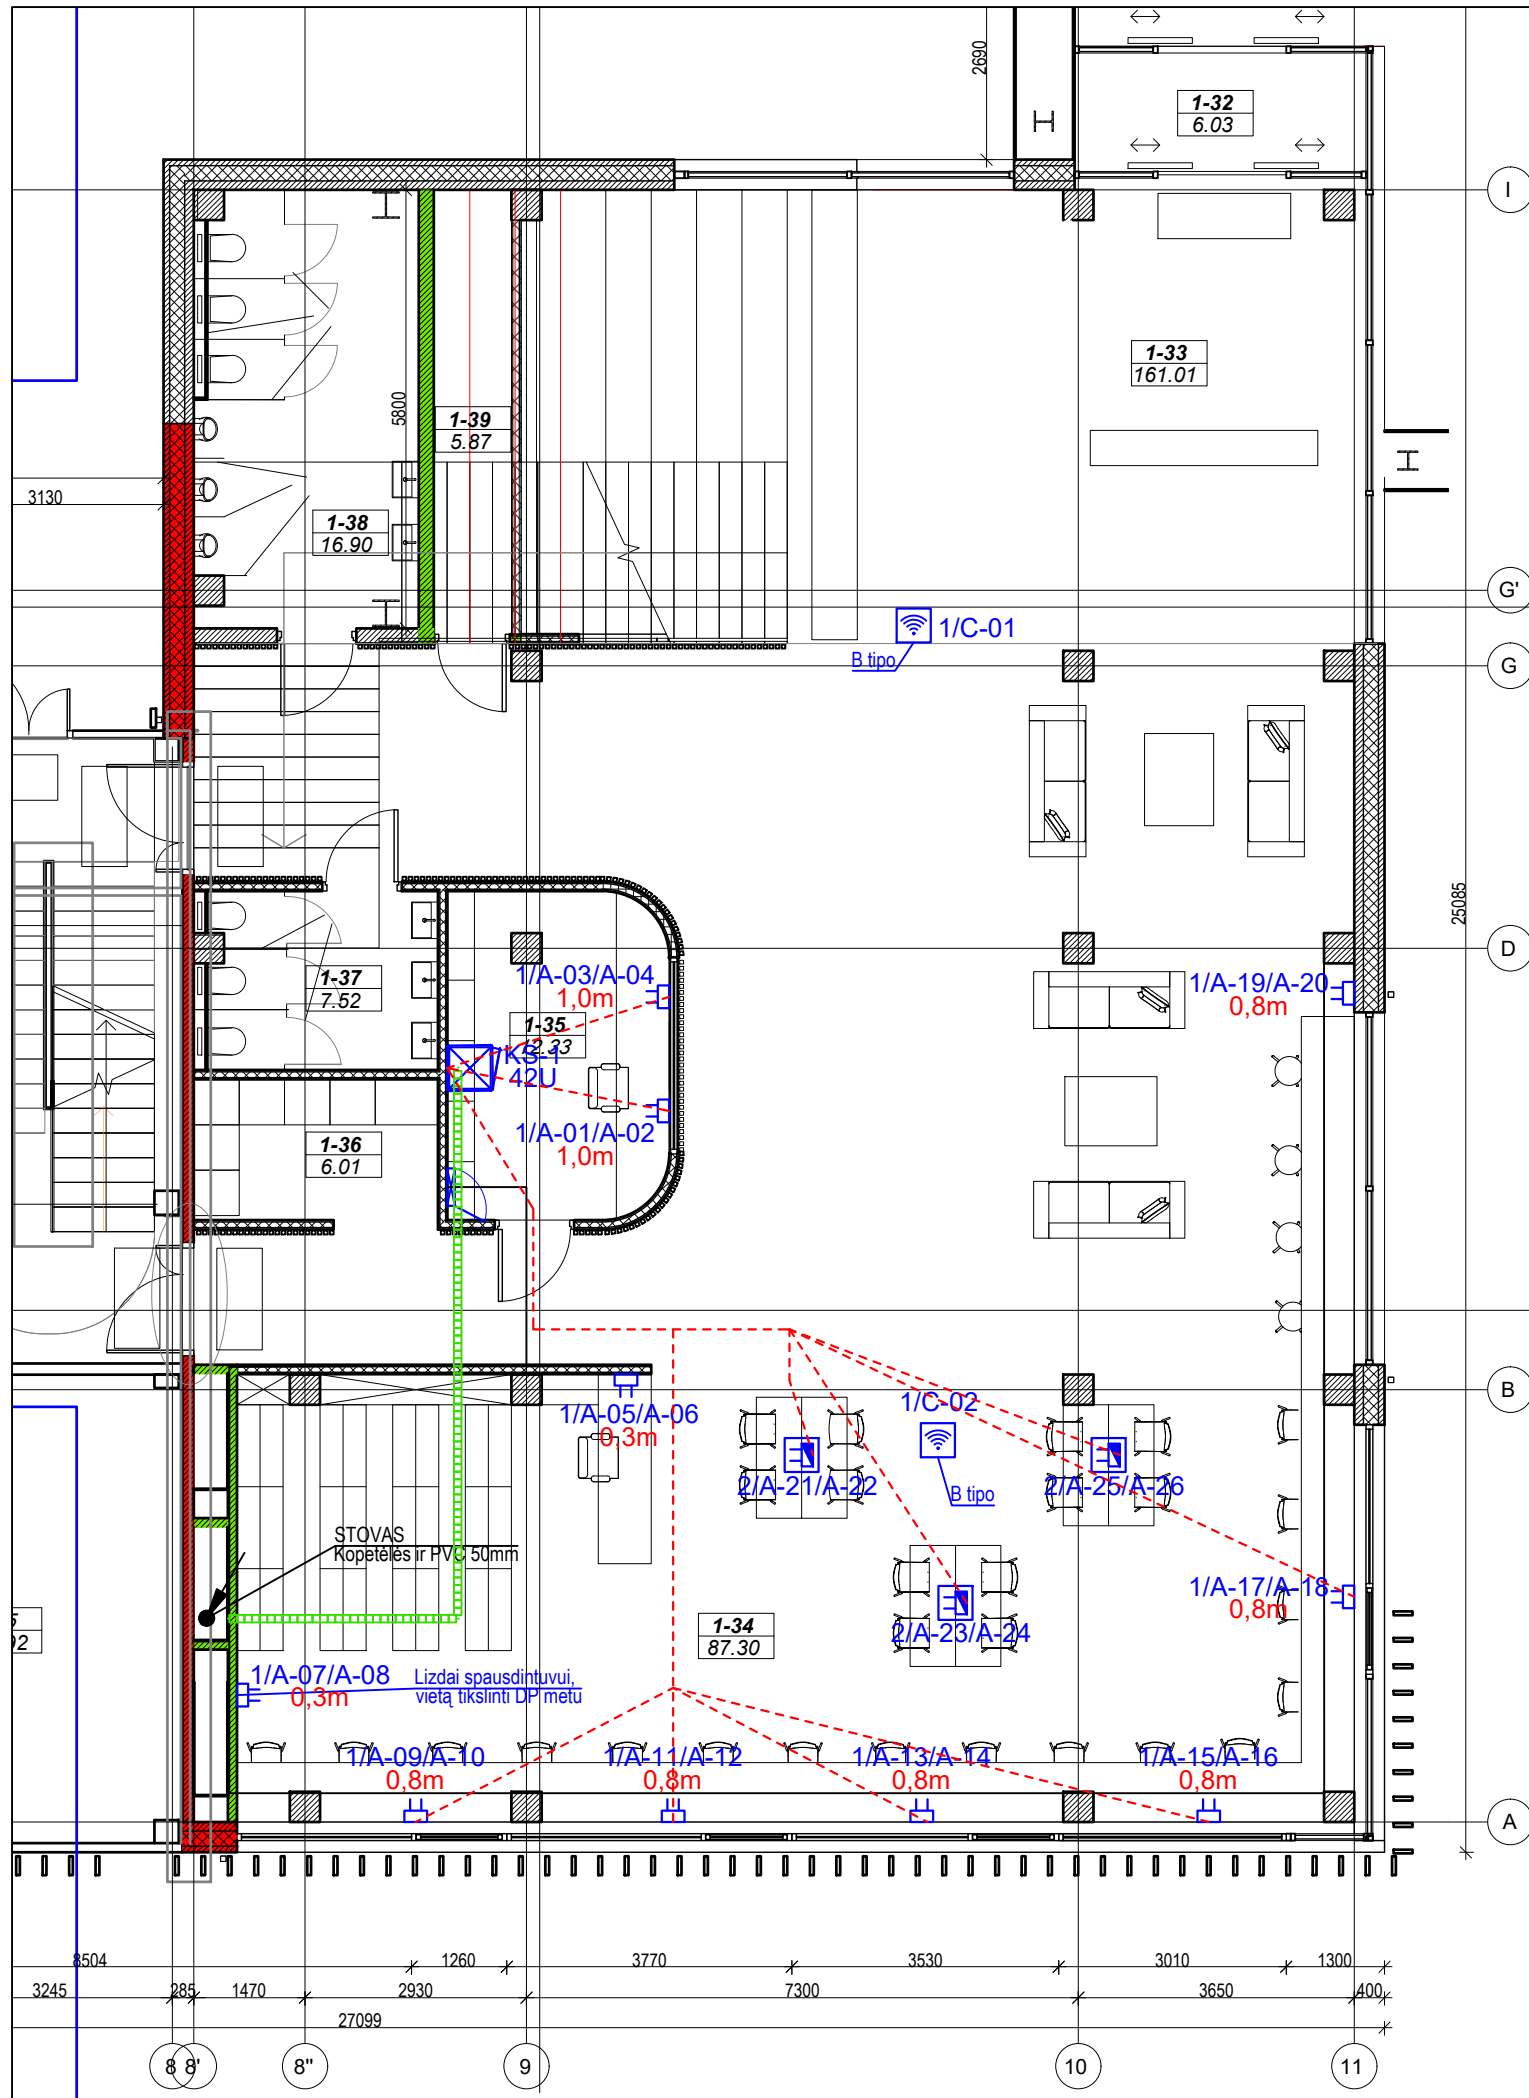 2690
1-32
6.03
I
1-33
161.01
5800
1-39
5.87
3130
1-38
16.90
G'
1/C-01
B tipo
G
25085
D
1/A-03/A-04
1,0m
1-37
7.52
1/A-19/A-20
0,8m
1-35
12.33
KS-1
42U
1/A-01/A-02
1,0m
1-36
6.01
B
1/C-02
1/A-05/A-06
0,3m
2/A-21/A-22
2/A-25/A-26
B tipo
STOVAS
Kopetėlės ir PVC 50mm
1/A-17/A-18
0,8m
1-34
87.30
2/A-23/A-24
1/A-07/A-08
0,3m
Lizdai spausdintuvui,
vietą tikslinti DP metu
1/A-09/A-10
0,8m
1/A-11/A-12
0,8m
1/A-13/A-14
0,8m
1/A-15/A-16
0,8m
A
8504
1260
3770
3530
3010
1300
3245
285
1470
2930
7300
3650
400
27099
8
8'
8"
9
10
11